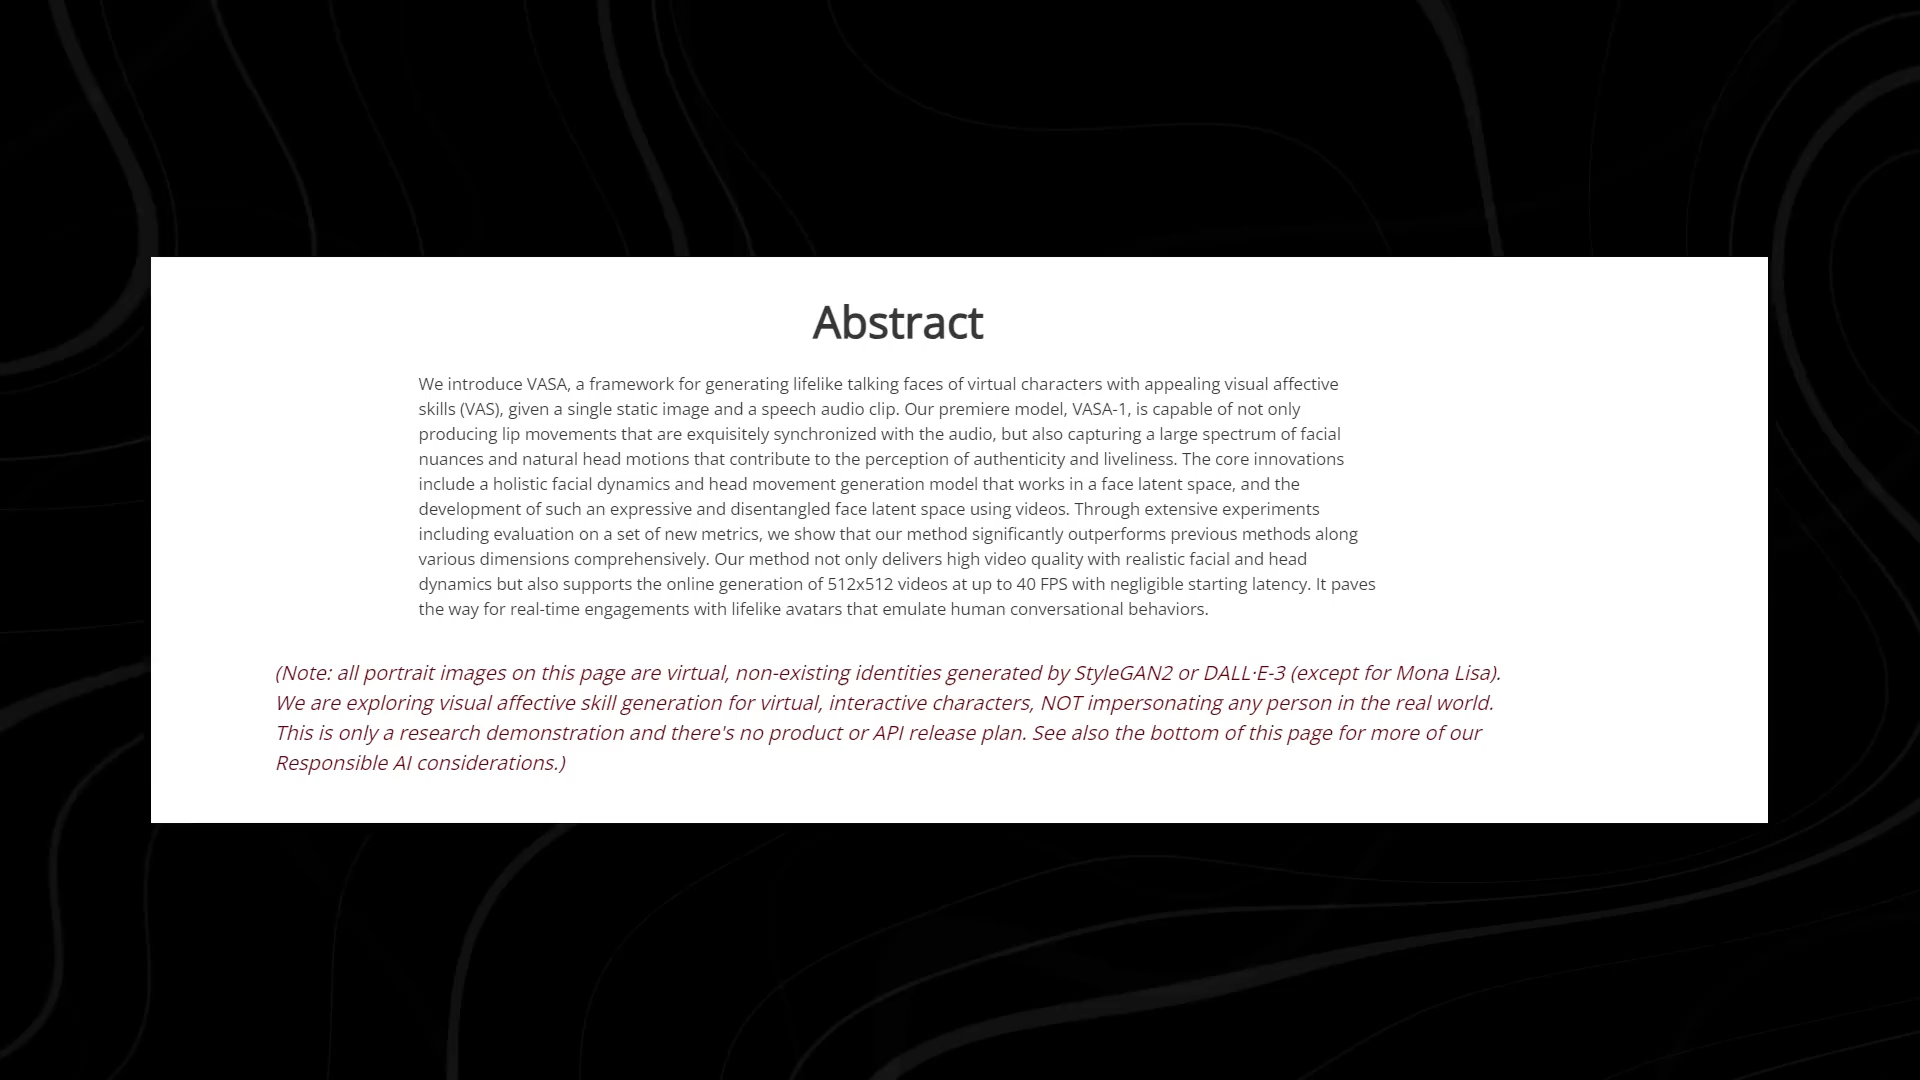 Abstract
We introduce VASA, a framework for generating lifelike talking faces of virtual characters with appealing visual affective
skills (VAS), given a single static image and a speech audio clip. Our premiere model, VASA-1, is capable of not only
producing lip movements that are exquisitely synchronized with the audio, but also capturing a large spectrum of facial
nuances and natural head motions that contribute to the perception of authenticity and liveliness. The core innovations
include a holistic facial dynamics and head movement generation model that works in a face latent space, and the
development of such an expressive and disentangled face latent space using videos. Through extensive experiments
including evaluation on a set of new metrics, we show that our method significantly outperforms previous methods along
various dimensions comprehensively. Our method not only delivers high video quality with realistic facial and head
dynamics but also supports the online generation of 512x512 videos at up to 40 FPS with negligible starting latency. It paves
the way for real-time engagements with lifelike avatars that emulate human conversational behaviors.
(Note: all portrait images on this page are virtual, non-existing identities generated by StyleGAN2 or DALL·E-3 (except for Mona Lisa).
We are exploring visual affective skill generation for virtual, interactive characters, NOT impersonating any person in the real world.
This is only a research demonstration and there's no product or API release plan. See also the bottom of this page for more of our
Responsible AI considerations.)